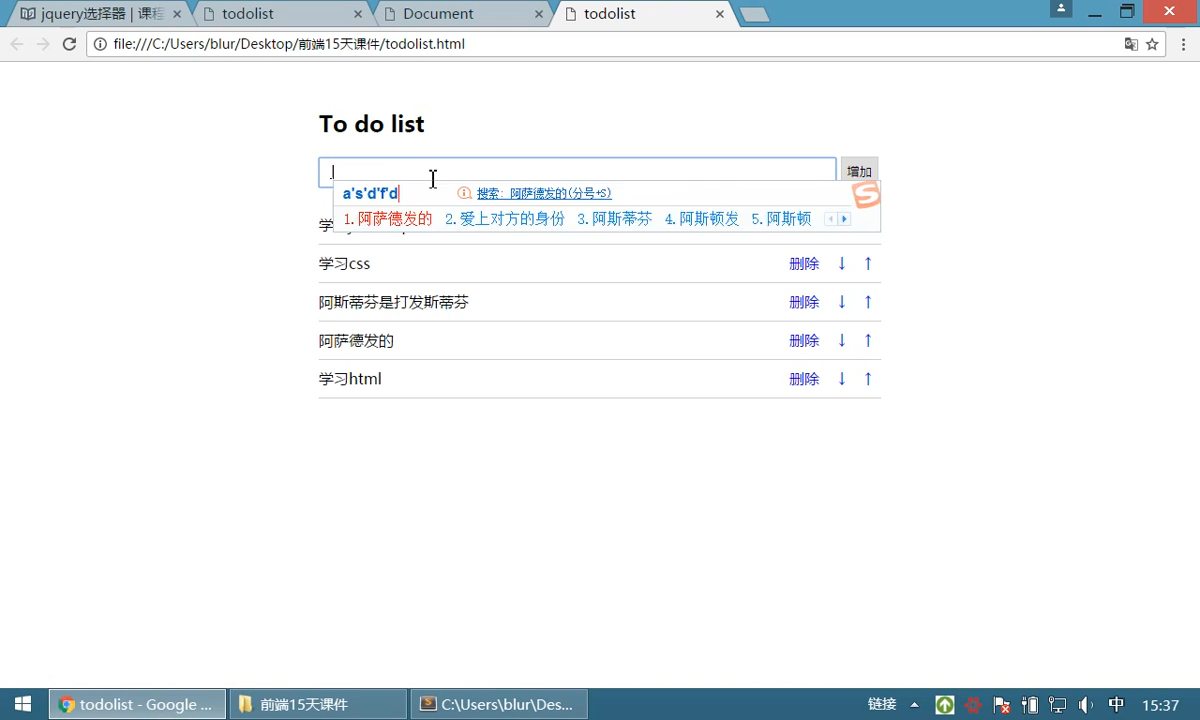 jquery选择器 | 课程
todolist
Document
todolist
file:///C:/Users/blur/Desktop/前端15天课件/todolist.html
To do list
增加
a's'd'f'd
搜索: 阿萨德发的(分号+S)
1.阿萨德发的 2.爱上对方的身份 3.阿斯蒂芬 4.阿斯顿发 5.阿斯顿
学
学习css 删除 ↓ ↑
阿斯蒂芬是打发斯蒂芬 删除 ↓ ↑
阿萨德发的 删除 ↓ ↑
学习html 删除 ↓ ↑
todolist - Google ...
前端15天课件
C:\Users\blur\Des...
链接
中
15:37